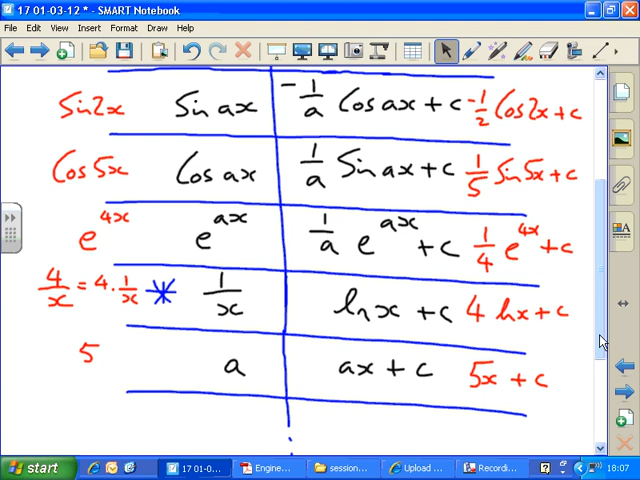 17 01-03-12 * - SMART Notebook
File Edit View Insert Format Draw Help
sin2x sin ax -1/a cos ax + c -1/2 cos 2x + c
cos 5x cos ax 1/a sin ax + c 1/5 sin 5x + c
e^4x e^ax 1/a e^ax + c 1/4 e^4x + c
4/x = 4 . 1/x * 1/x ln x + c 4 ln x + c
5 a ax + c 5x + c
start 17 01-0... Engine... session... Upload ... Recordi... ? 18:07